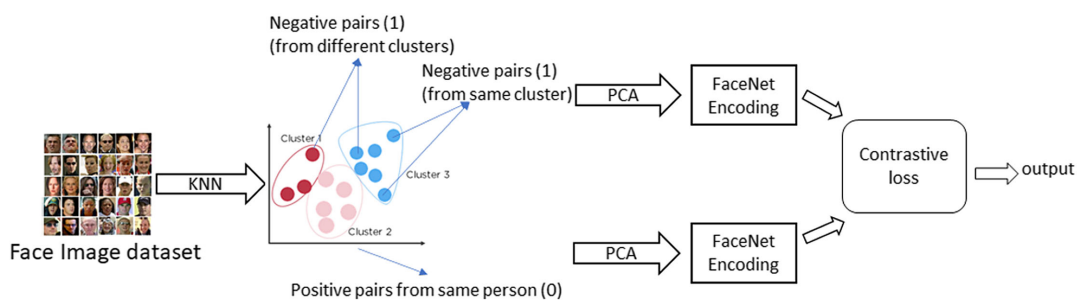 Negative pairs (1)
(from different clusters)
Negative pairs (1)
(from same cluster)
PCA
FaceNet
Encoding
Cluster 1
Cluster 3
Cluster 2
KNN
Face Image dataset
Contrastive
loss
output
PCA
FaceNet
Encoding
Positive pairs from same person (0)